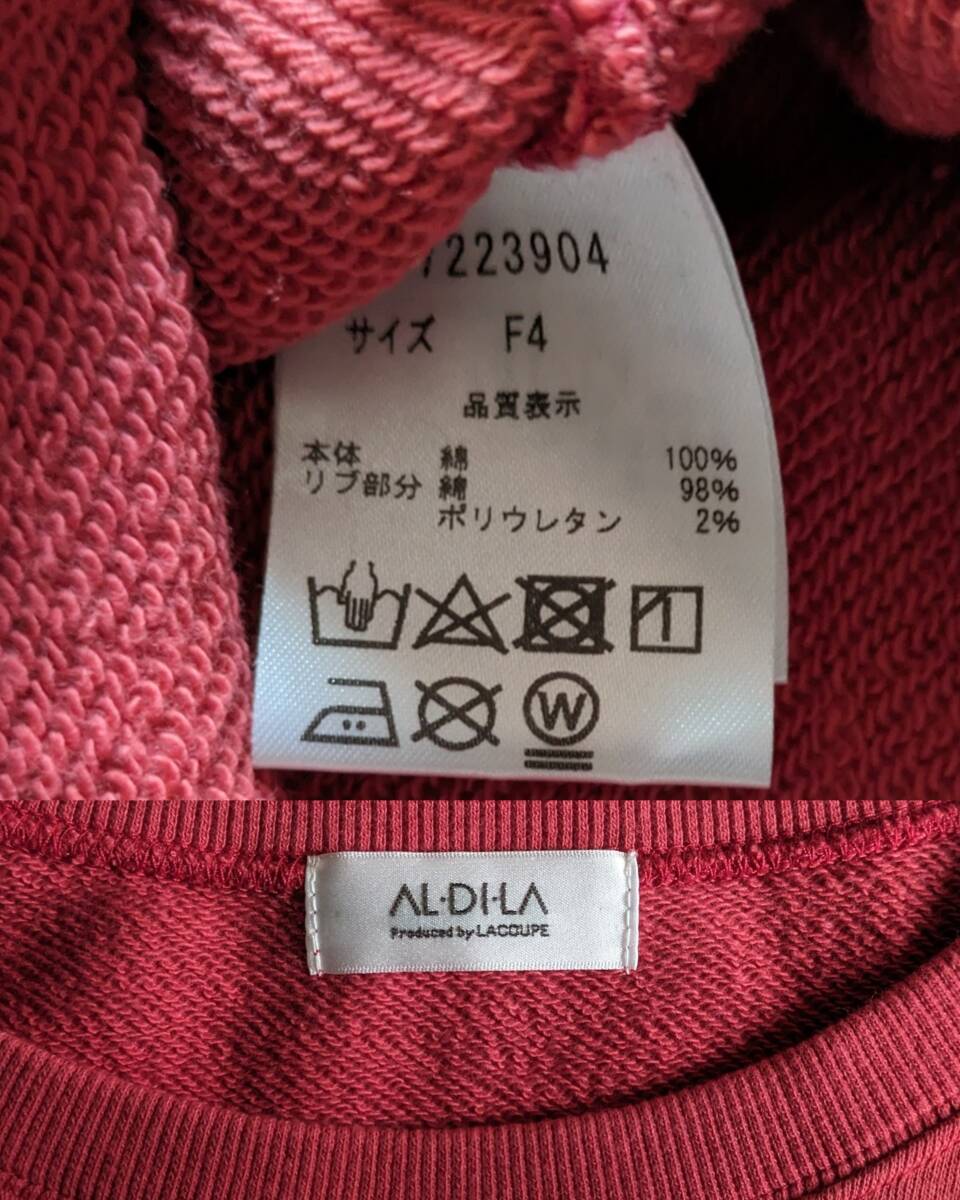 7223904
サイズ F4
品質表示
本体 綿 100%
リブ部分 綿 98%
ポリウレタン 2%
W
AL·DI·LA
Produced by LACOUPE